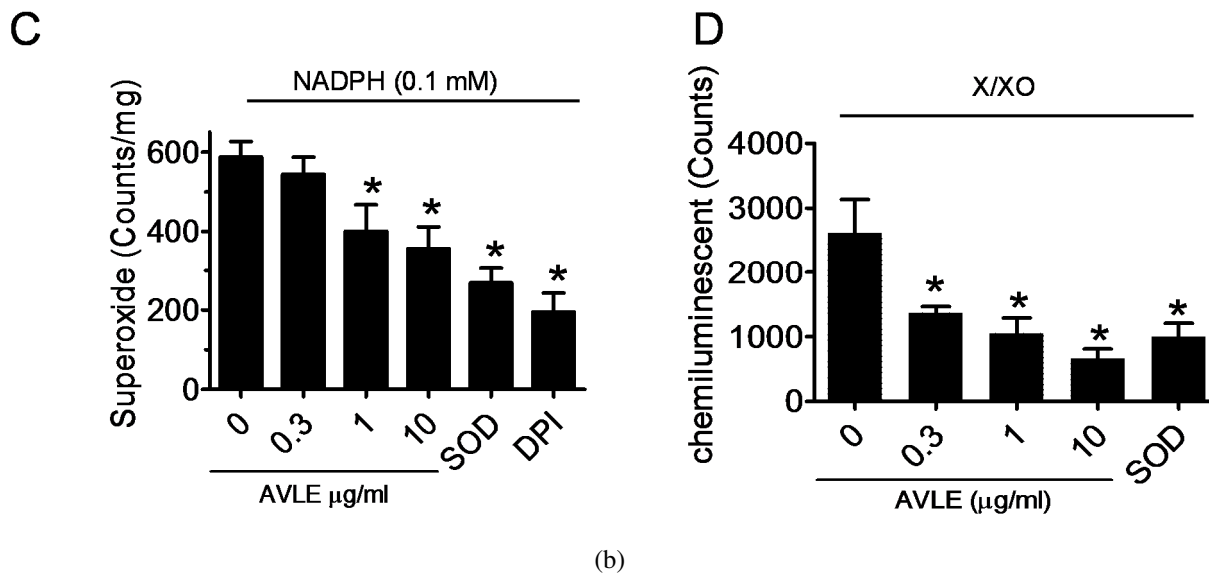 C
NADPH (0.1 mM)
Superoxide (Counts/mg)
600
400
200
0
* * * *
0 0.3 1 10 SOD DPI
AVLE μg/ml
D
X/XO
chemiluminescent (Counts)
4000
3000
2000
1000
0
* * * *
0 0.3 1 10 SOD
AVLE (μg/ml)
(b)